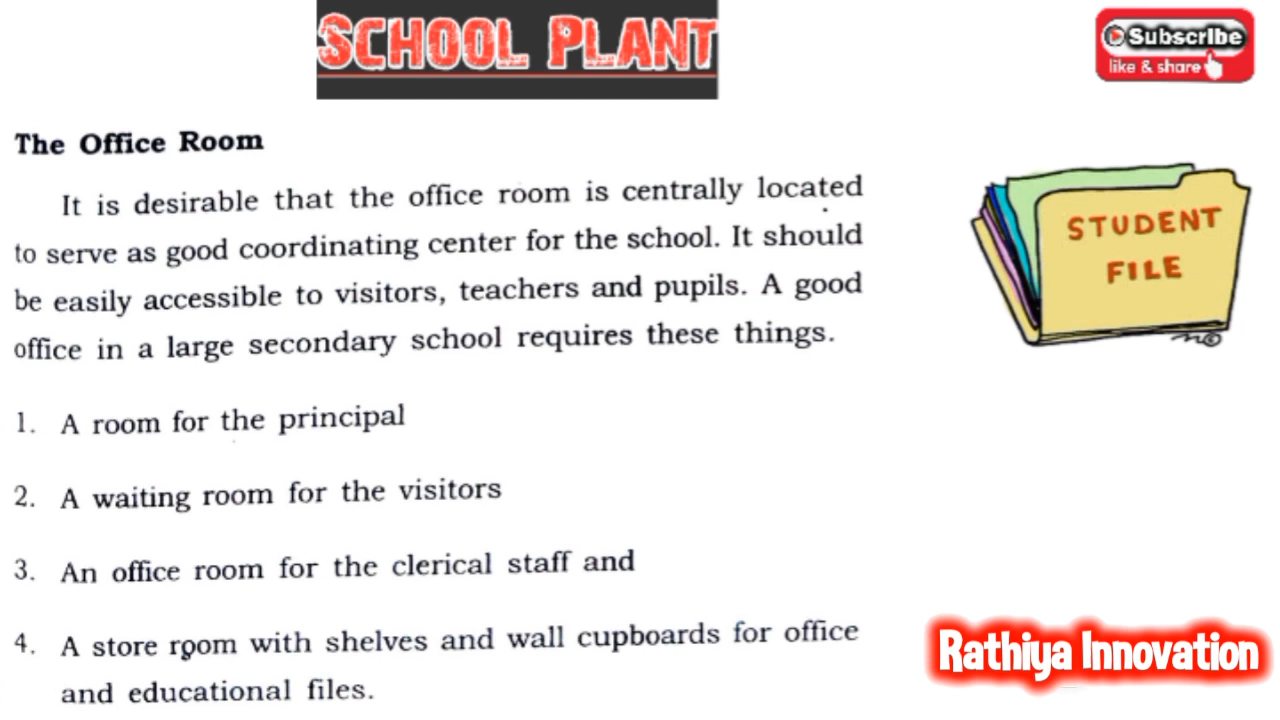 SCHOOL PLANT
Subscribe
like & share
The Office Room
It is desirable that the office room is centrally located
to serve as good coordinating center for the school. It should
be easily accessible to visitors, teachers and pupils. A good
office in a large secondary school requires these things.
STUDENT
FILE
1. A room for the principal
2. A waiting room for the visitors
3. An office room for the clerical staff and
4. A store room with shelves and wall cupboards for office
and educational files.
Rathiya Innovation